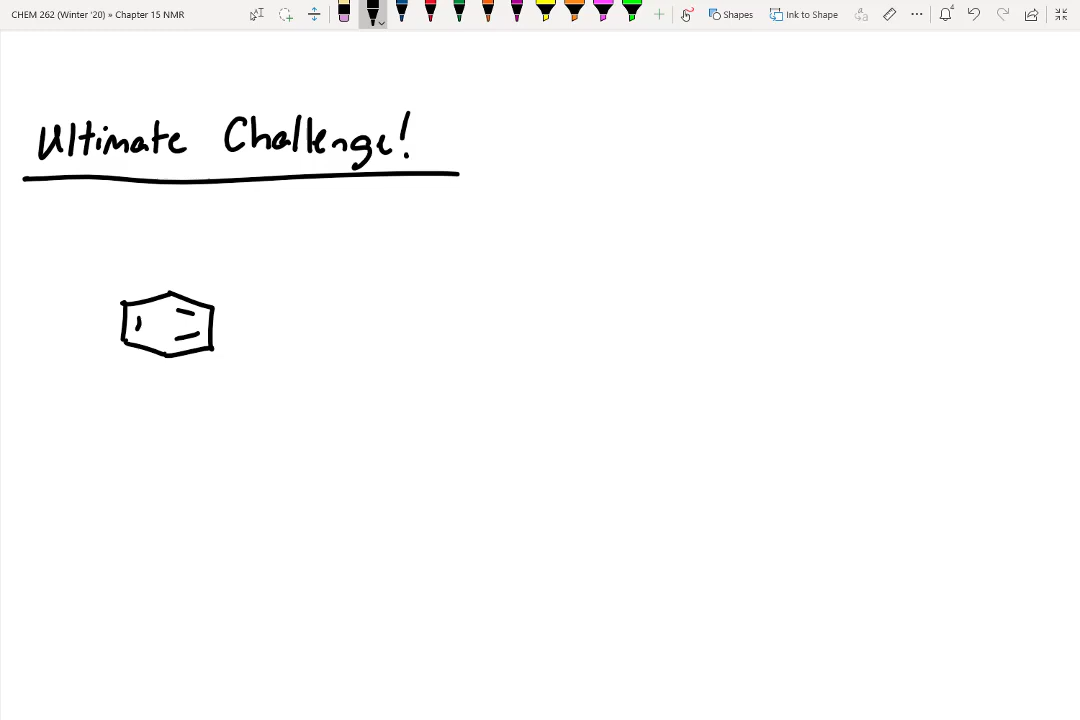 CHEM 262 (Winter '20) » Chapter 15 NMR
Shapes
Ink to Shape
Ultimate Challenge!